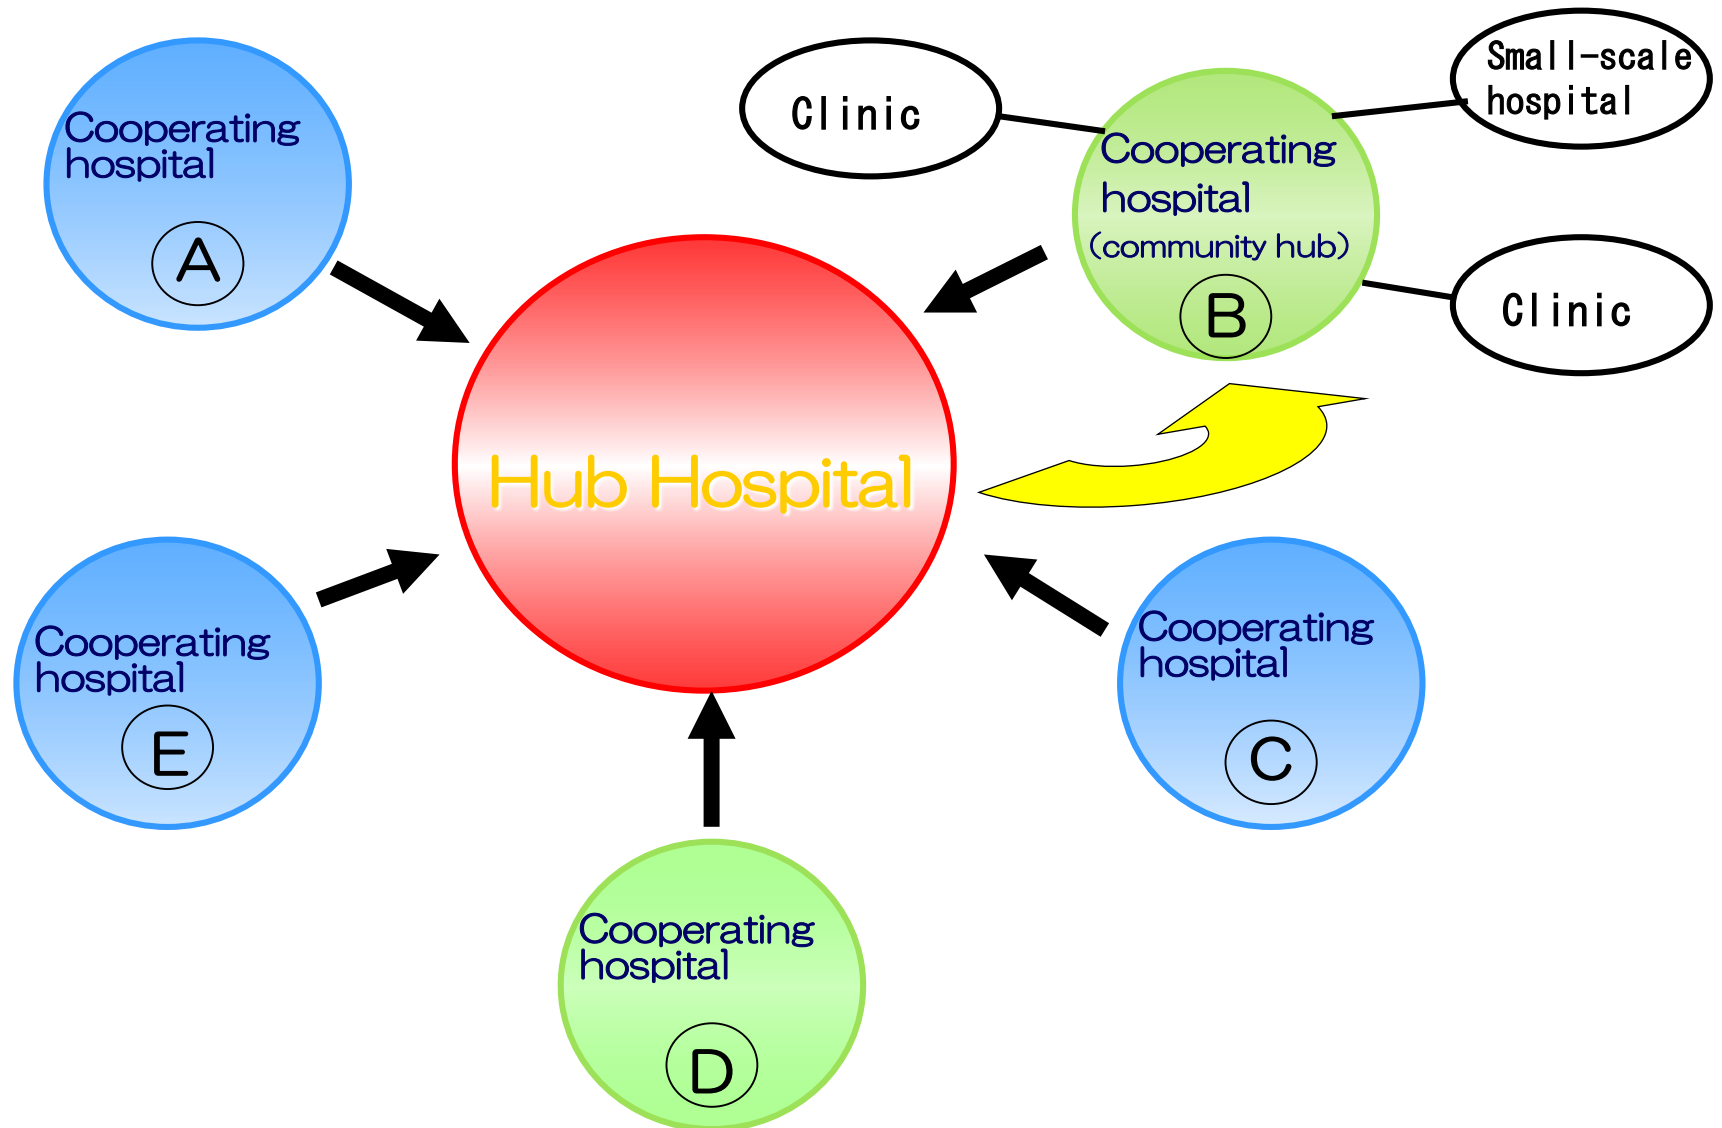 Cooperating
hospital
A
Clinic
Small-scale
hospital
Cooperating
hospital
(community hub)
B
Clinic
Hub Hospital
Cooperating
hospital
E
Cooperating
hospital
C
Cooperating
hospital
D